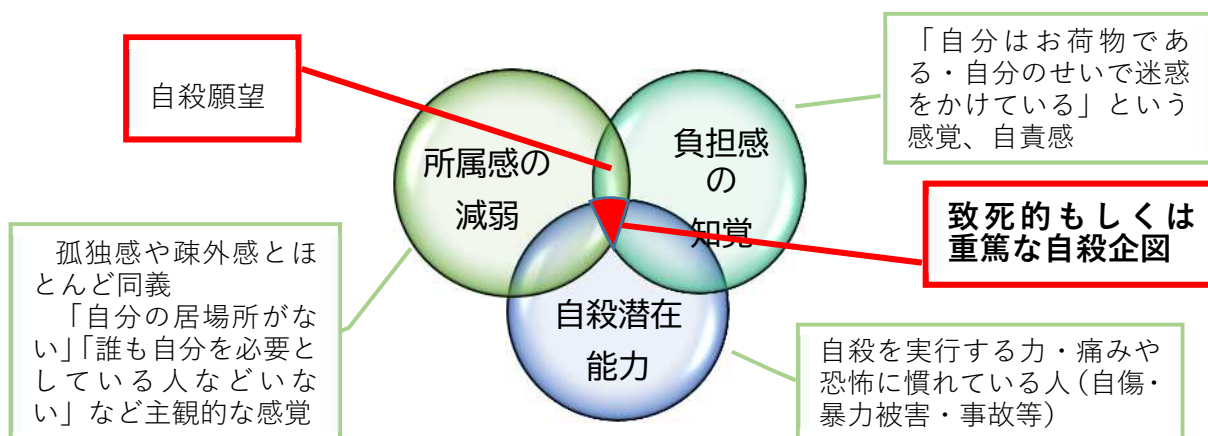 自殺願望
「自分はお荷物であ
る・自分のせいで迷惑
をかけている」という
感覚、自責感
所属感の
減弱
負担感
の
知覚
致死的もしくは
重篤な自殺企図
孤独感や疎外感とほ
とんど同義
「自分の居場所がな
い」「誰も自分を必要と
している人などいな
い」など主観的な感覚
自殺潜在
能力
自殺を実行する力・痛みや
恐怖に慣れている人(自傷・
暴力被害・事故等)